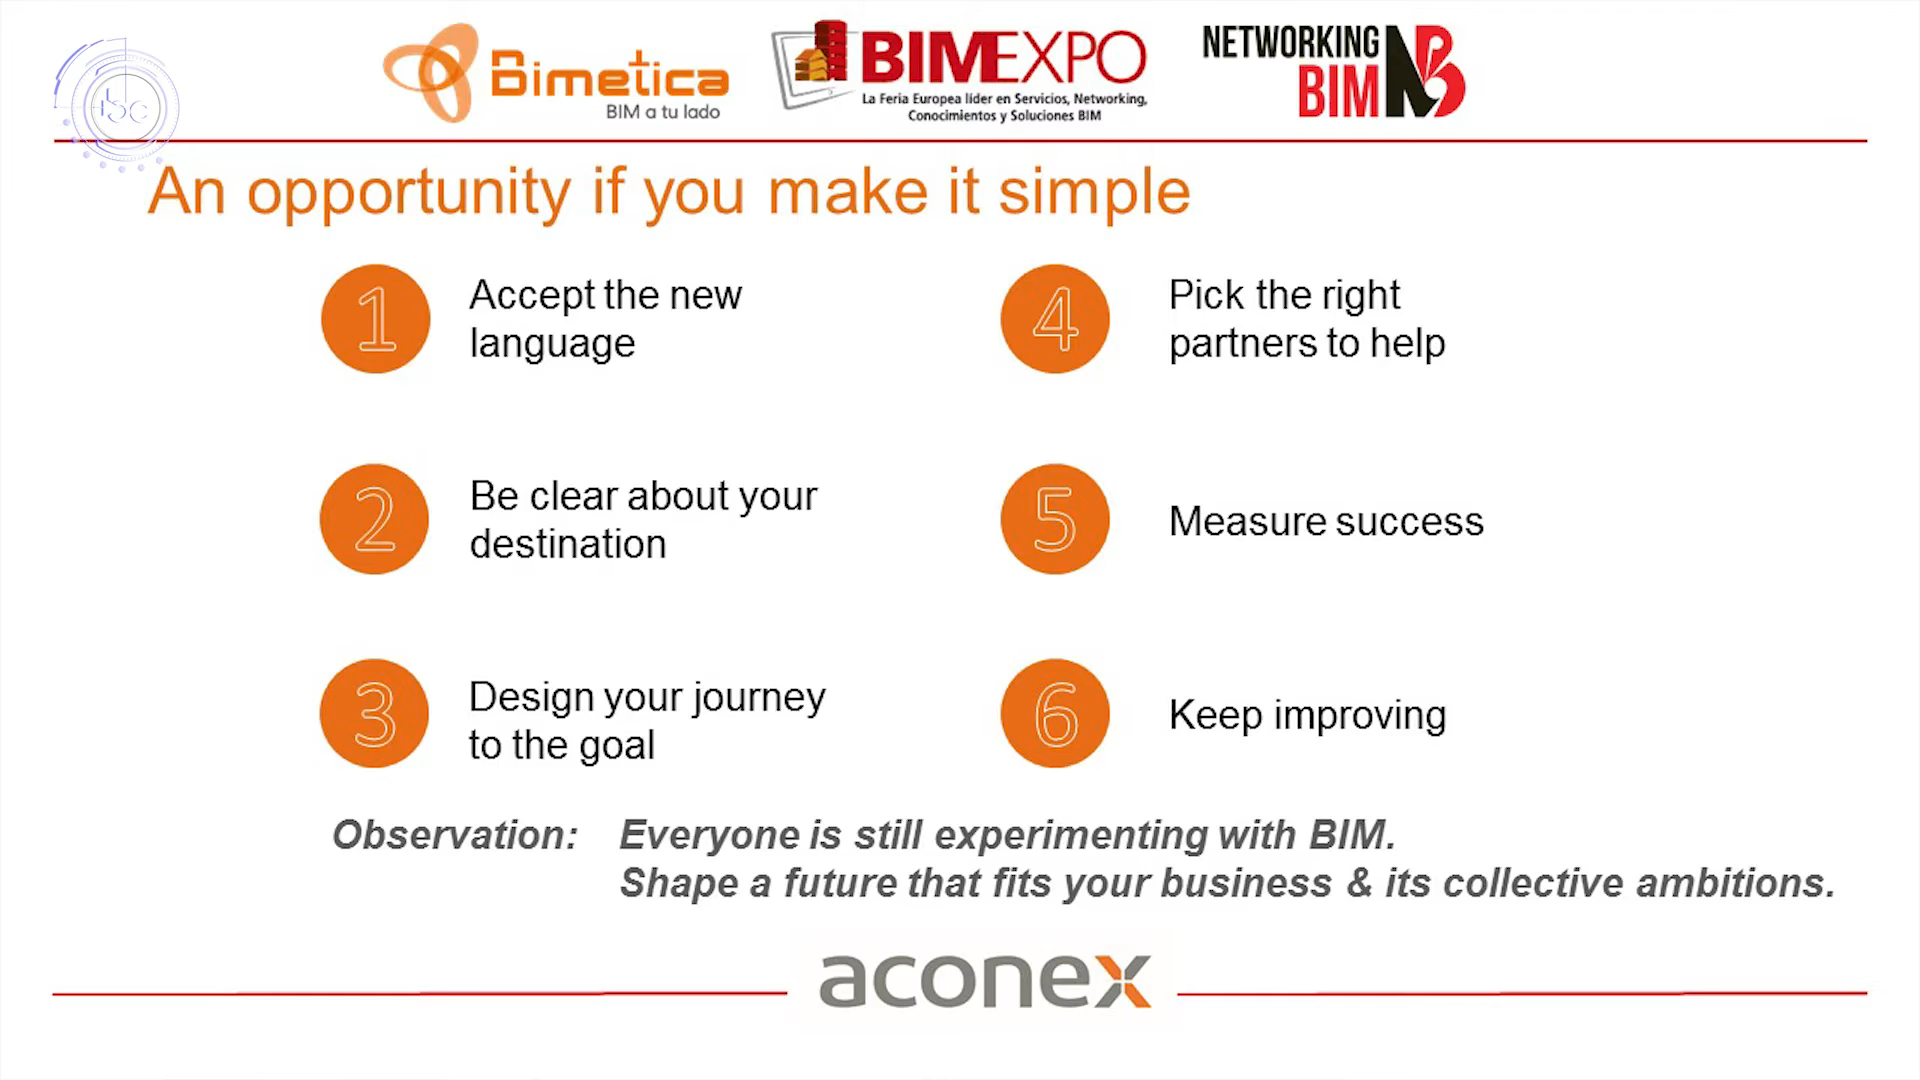 Bimetica
BIM a tu lado
BIMEXPO
La Feria Europea líder en Servicios, Networking,
Conocimientos y Soluciones BIM
NETWORKING
BIM
An opportunity if you make it simple
1
Accept the new
language
2
Be clear about your
destination
3
Design your journey
to the goal
4
Pick the right
partners to help
5
Measure success
6
Keep improving
Observation: Everyone is still experimenting with BIM.
Shape a future that fits your business & its collective ambitions.
aconex